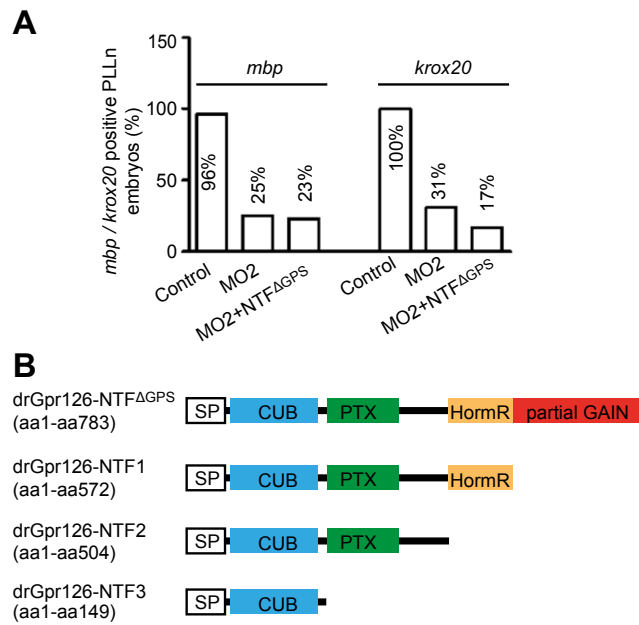 A
150
100
50
0
mbp / krox20 positive PLLn
embryos (%)
mbp
krox20
96%
25%
23%
100%
31%
17%
Control
MO2
MO2+NTFΔGPS
Control
MO2
MO2+NTFΔGPS
B
drGpr126-NTFΔGPS
(aa1-aa783)
SP CUB PTX HormR partial GAIN
drGpr126-NTF1
(aa1-aa572)
SP CUB PTX HormR
drGpr126-NTF2
(aa1-aa504)
SP CUB PTX
drGpr126-NTF3
(aa1-aa149)
SP CUB